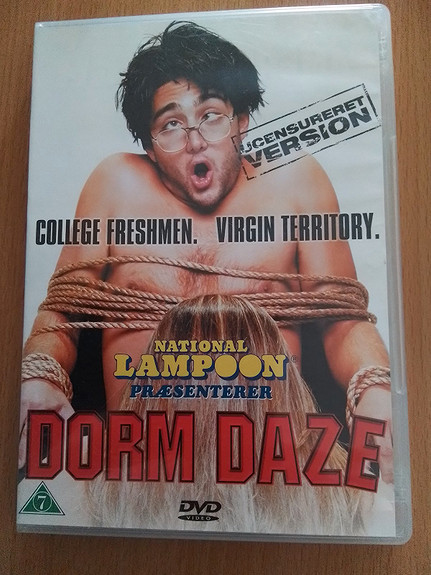 UCENSURERET
VERSION
COLLEGE FRESHMEN. VIRGIN TERRITORY.
NATIONAL
LAMPOON
PRÆSENTERER
DORM DAZE
7
DVD
VIDEO